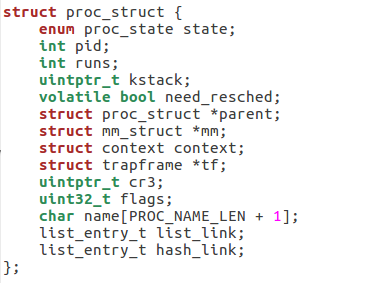 struct proc_struct {
    enum proc_state state;
    int pid;
    int runs;
    uintptr_t kstack;
    volatile bool need_resched;
    struct proc_struct *parent;
    struct mm_struct *mm;
    struct context context;
    struct trapframe *tf;
    uintptr_t cr3;
    uint32_t flags;
    char name[PROC_NAME_LEN + 1];
    list_entry_t list_link;
    list_entry_t hash_link;
};